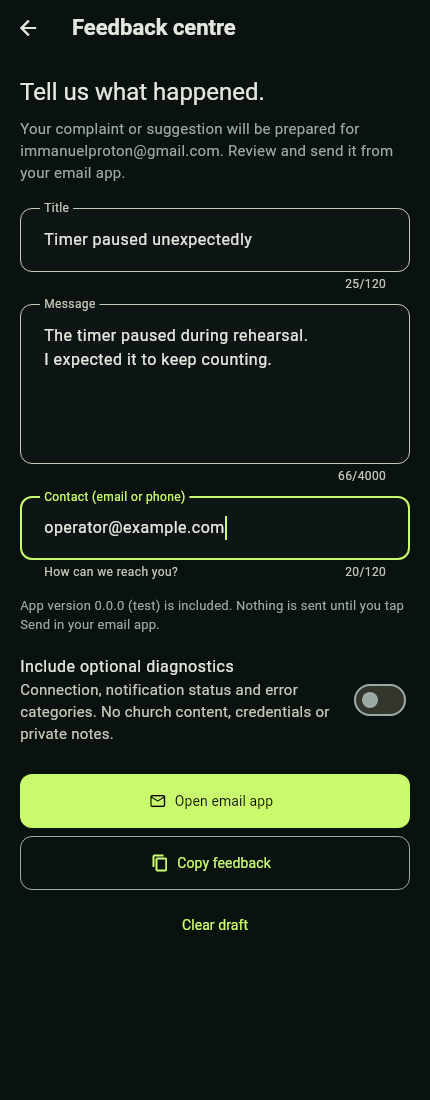 Feedback centre
Tell us what happened.
Your complaint or suggestion will be prepared for
immanuelproton@gmail.com. Review and send it from
your email app.
Title
Timer paused unexpectedly
25/120
Message
The timer paused during rehearsal.
I expected it to keep counting.
66/4000
Contact (email or phone)
operator@example.com
How can we reach you? 20/120
App version 0.0.0 (test) is included. Nothing is sent until you tap
Send in your email app.
Include optional diagnostics
Connection, notification status and error
categories. No church content, credentials or
private notes.
Open email app
Copy feedback
Clear draft